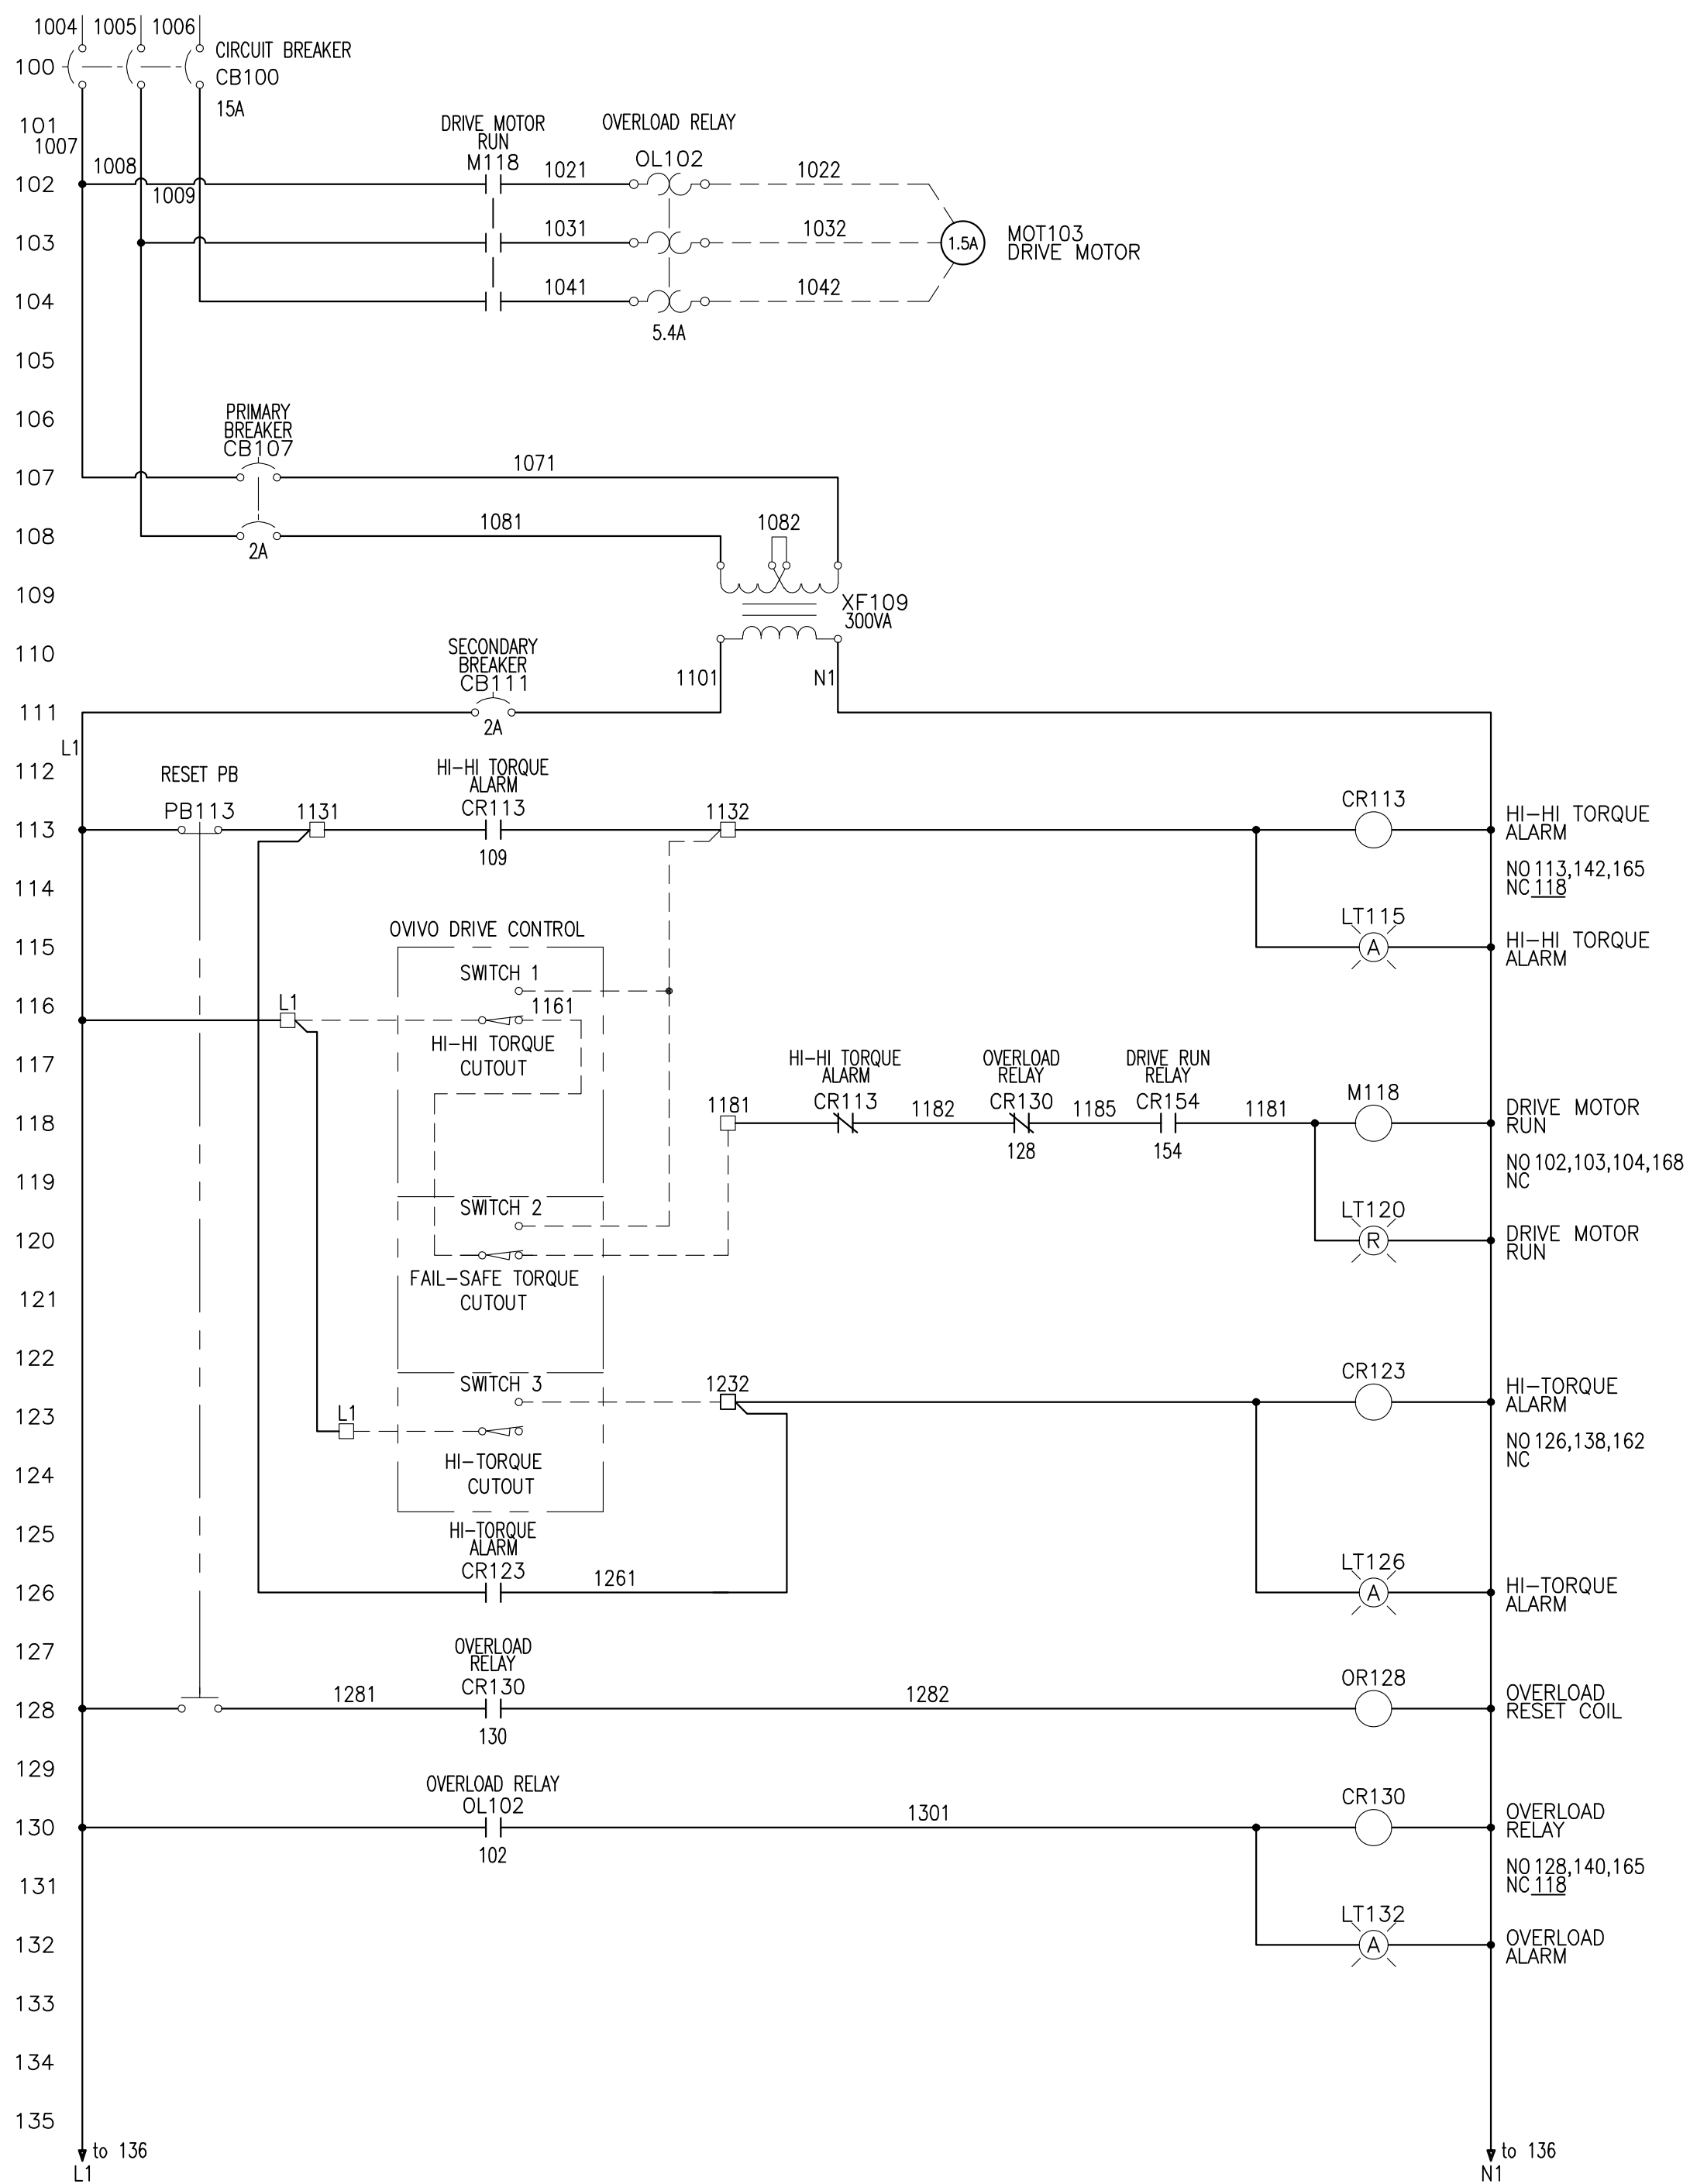 1004 1005 1006
CIRCUIT BREAKER
100
CB100
15A
101
1007
DRIVE MOTOR
RUN
M118
OVERLOAD RELAY
OL102
1008
1021
1022
102
1009
1031
1032
103
1.5A
MOT103
DRIVE MOTOR
1041
1042
104
5.4A
105
106
PRIMARY
BREAKER
CB107
1071
107
1081
1082
108
2A
109
XF109
300VA
110
SECONDARY
BREAKER
CB111
1101
N1
111
2A
L1
112
RESET PB
PB113
HI-HI TORQUE
ALARM
CR113
1131
1132
CR113
113
109
HI-HI TORQUE
ALARM
NO 113,142,165
NC 118
114
OVIVO DRIVE CONTROL
LT115
115
A
HI-HI TORQUE
ALARM
SWITCH 1
116
L1
1161
HI-HI TORQUE
CUTOUT
117
HI-HI TORQUE
ALARM
CR113
OVERLOAD
RELAY
CR130
DRIVE RUN
RELAY
CR154
M118
1181
1182
1185
1181
118
128
154
DRIVE MOTOR
RUN
NO 102,103,104,168
NC
119
SWITCH 2
LT120
120
R
DRIVE MOTOR
RUN
FAIL-SAFE TORQUE
CUTOUT
121
122
SWITCH 3
1232
CR123
HI-TORQUE
ALARM
123
L1
NO 126,138,162
NC
HI-TORQUE
CUTOUT
124
125
HI-TORQUE
ALARM
CR123
1261
LT126
126
A
HI-TORQUE
ALARM
127
OVERLOAD
RELAY
CR130
1281
1282
OR128
128
130
OVERLOAD
RESET COIL
129
OVERLOAD RELAY
OL102
1301
CR130
130
102
OVERLOAD
RELAY
NO 128,140,165
NC 118
131
LT132
132
A
OVERLOAD
ALARM
133
134
135
to 136
L1
to 136
N1